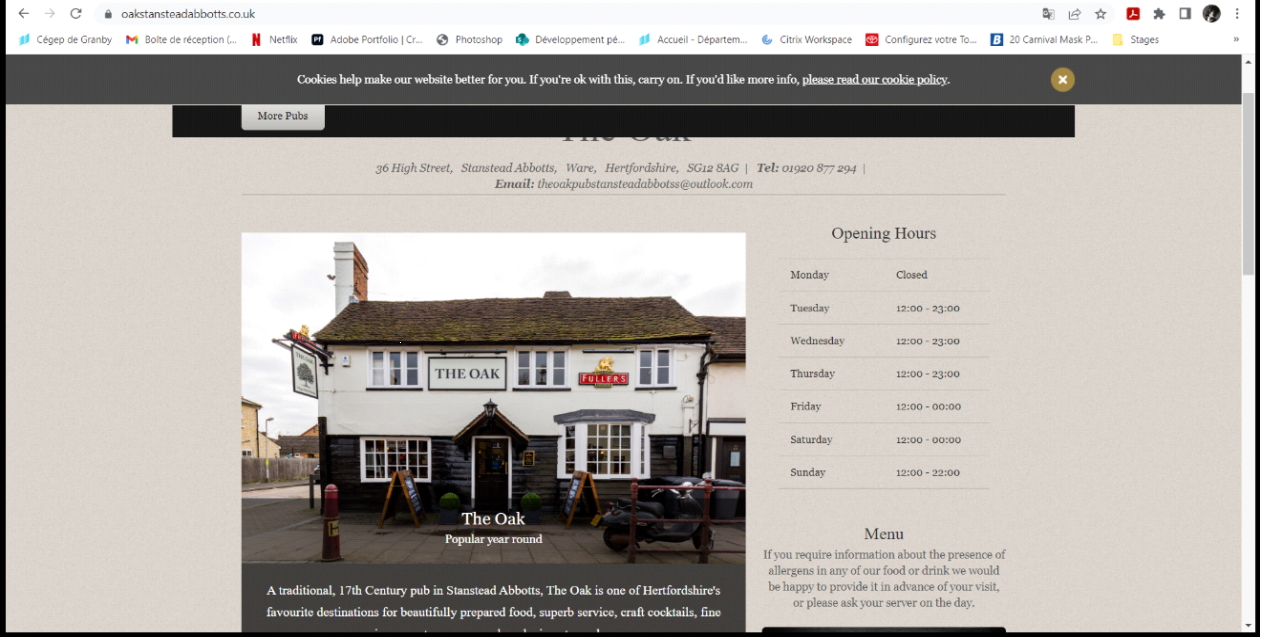 oakstansteadabbotts.co.uk
Cégep de Granby
Boîte de réception (...
Netflix
Adobe Portfolio | Cr...
Photoshop
Développement pé...
Accueil - Départem...
Citrix Workspace
Configurez votre To...
20 Carnival Mask P...
Stages
»
Cookies help make our website better for you. If you're ok with this, carry on. If you'd like more info, please read our cookie policy.
More Pubs
The Oak
36 High Street, Stanstead Abbotts, Ware, Hertfordshire, SG12 8AG | Tel: 01920 877 294 |
Email: theoakpubstansteadabbotss@outlook.com
THE OAK
THE OAK
FULLERS
The Oak
Popular year round
A traditional, 17th Century pub in Stanstead Abbotts, The Oak is one of Hertfordshire's
favourite destinations for beautifully prepared food, superb service, craft cocktails, fine
Opening Hours
Monday Closed
Tuesday 12:00 - 23:00
Wednesday 12:00 - 23:00
Thursday 12:00 - 23:00
Friday 12:00 - 00:00
Saturday 12:00 - 00:00
Sunday 12:00 - 22:00
Menu
If you require information about the presence of
allergens in any of our food or drink we would
be happy to provide it in advance of your visit,
or please ask your server on the day.